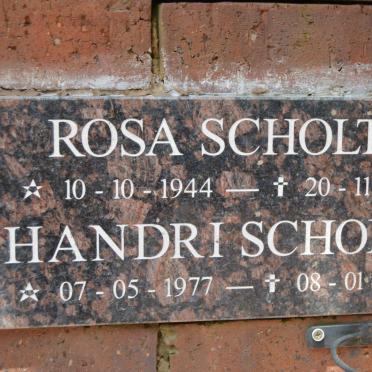 ROSA SCHOLT
☆ 10 - 10 - 1944 — ✝ 20 - 11
HANDRI SCHO
☆ 07 - 05 - 1977 — ✝ 08 - 01